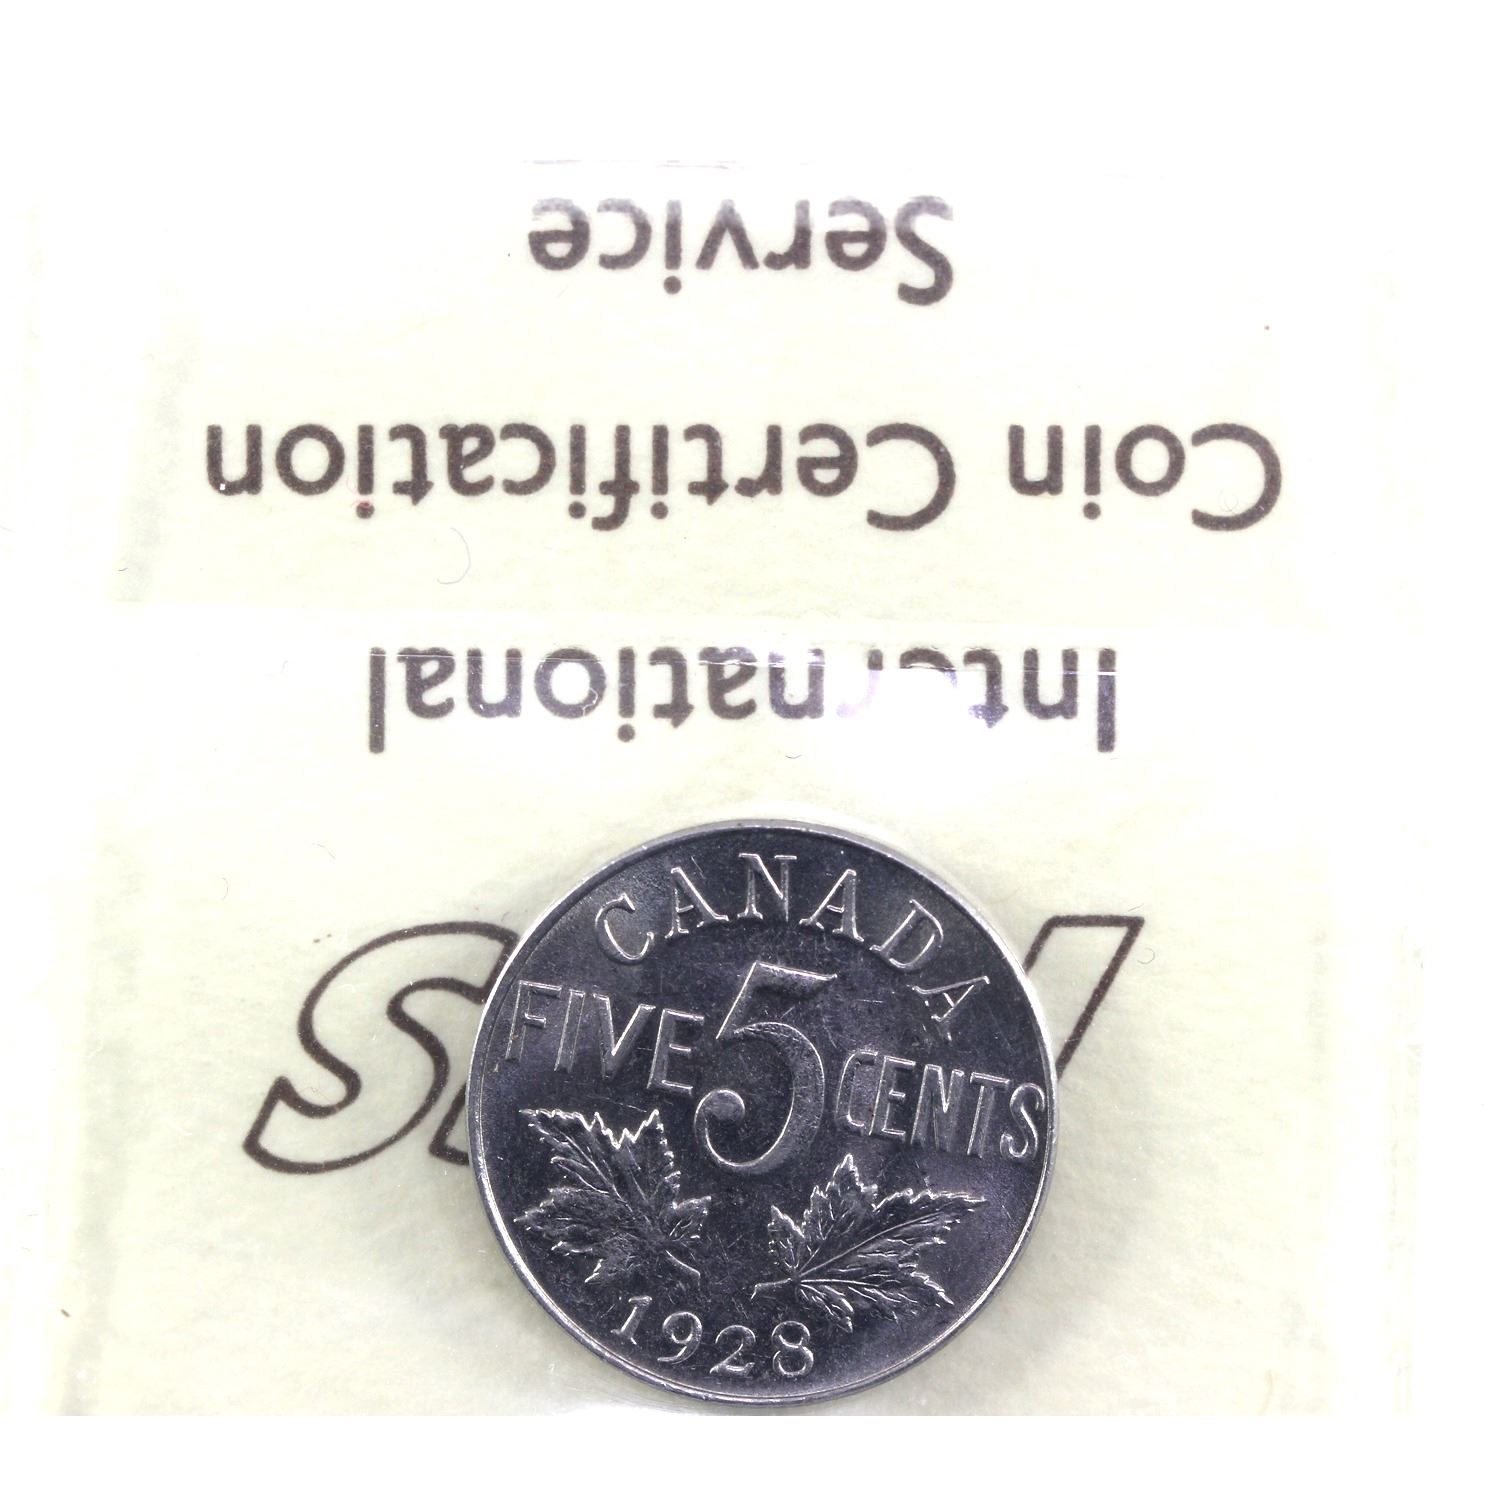 International
Coin Certification
Service
CANADA
FIVE 5 CENTS
1928